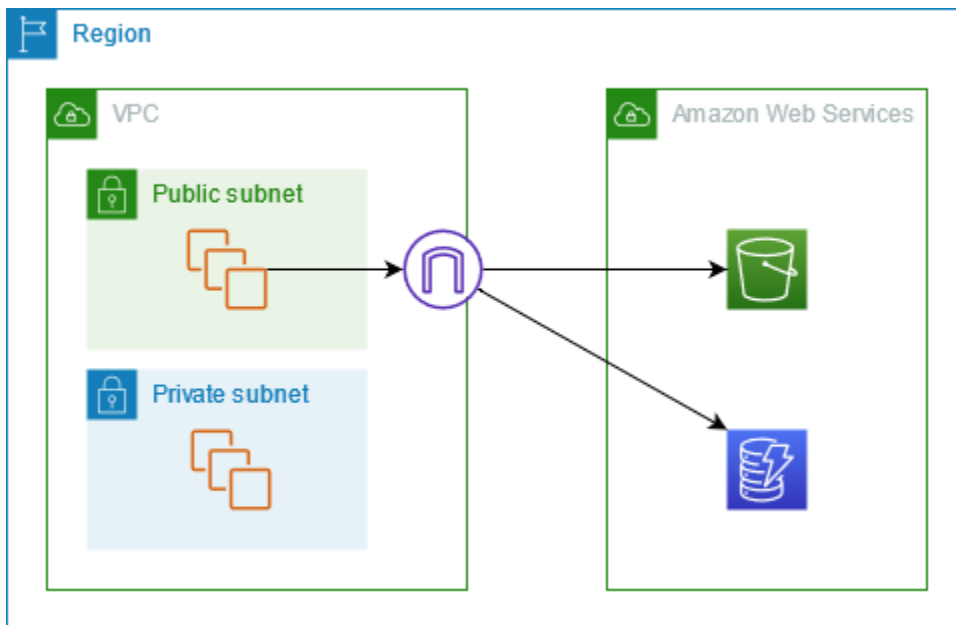 Region
VPC
Amazon Web Services
Public subnet
Private subnet